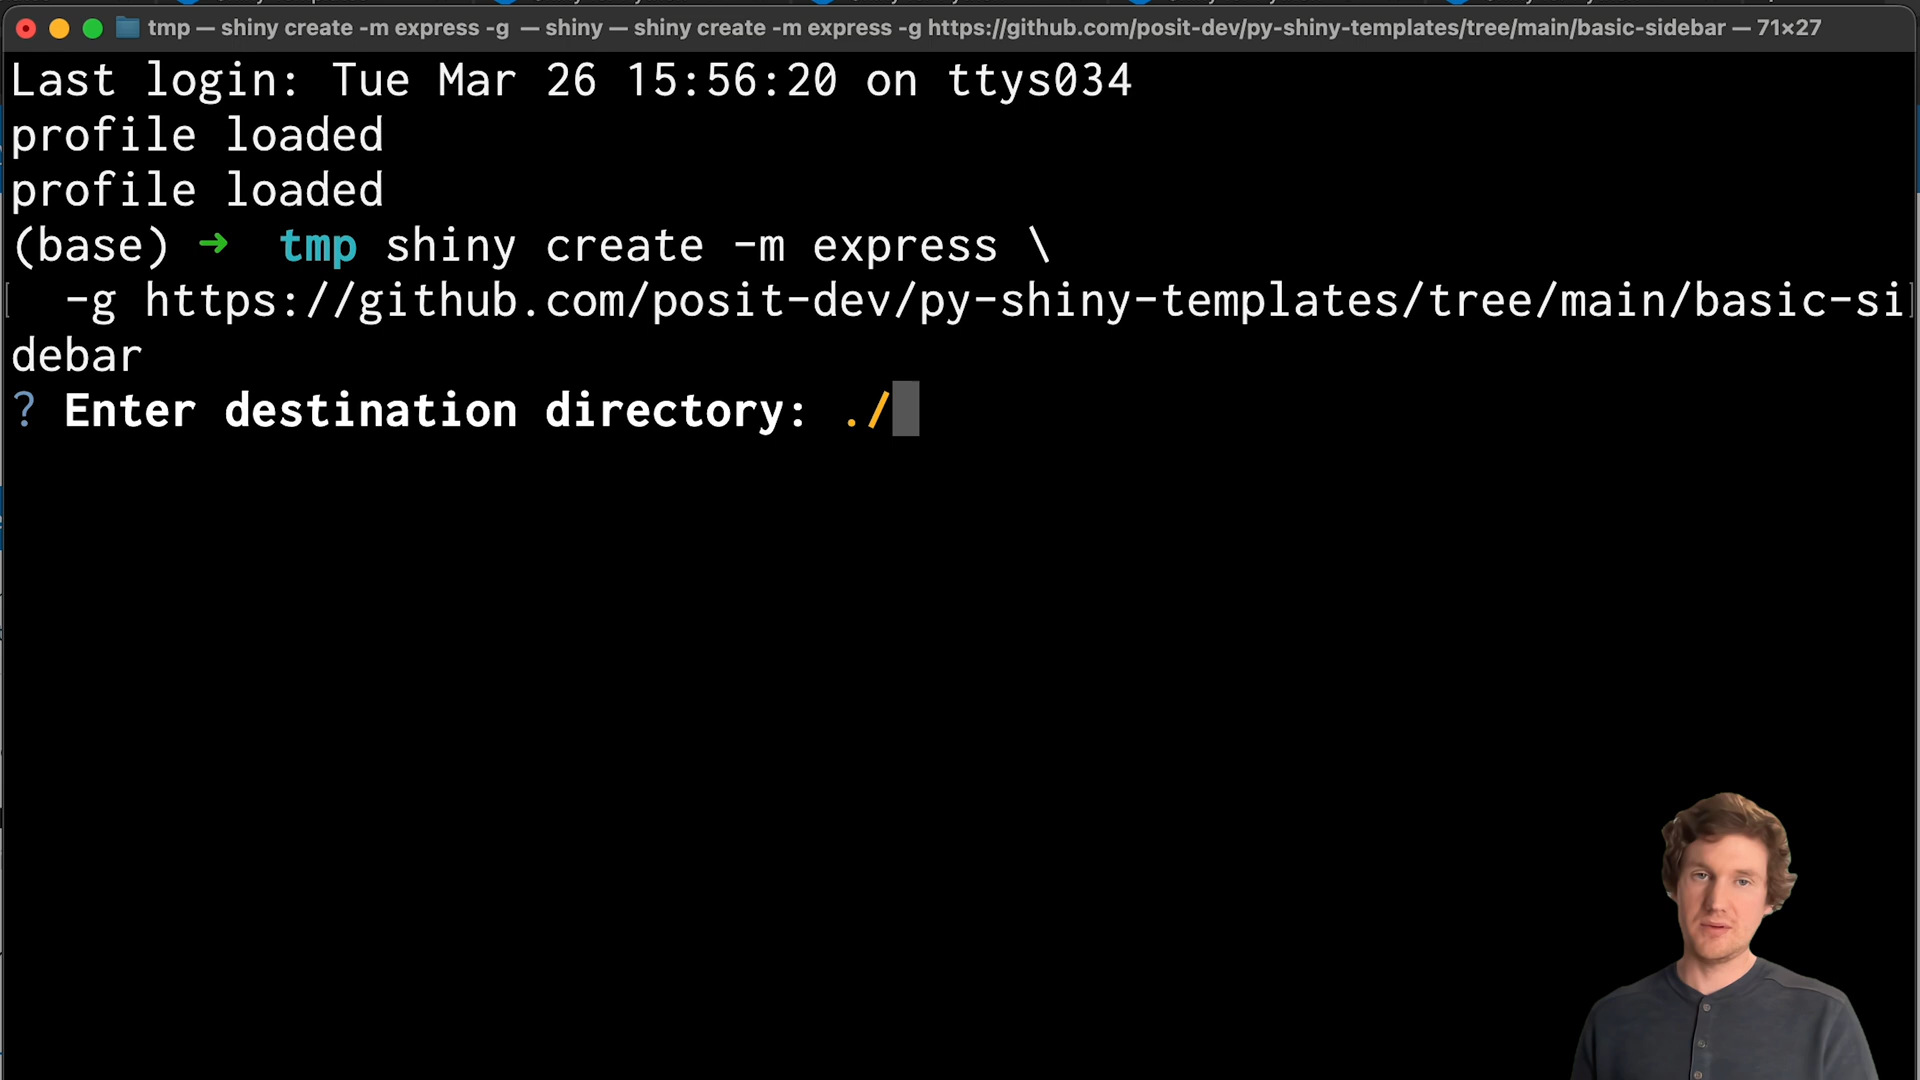 tmp — shiny create -m express -g — shiny — shiny create -m express -g https://github.com/posit-dev/py-shiny-templates/tree/main/basic-sidebar — 71×27
Last login: Tue Mar 26 15:56:20 on ttys034
profile loaded
profile loaded
(base) ➜ tmp shiny create -m express \
[ -g https://github.com/posit-dev/py-shiny-templates/tree/main/basic-si]
debar
? Enter destination directory: ./